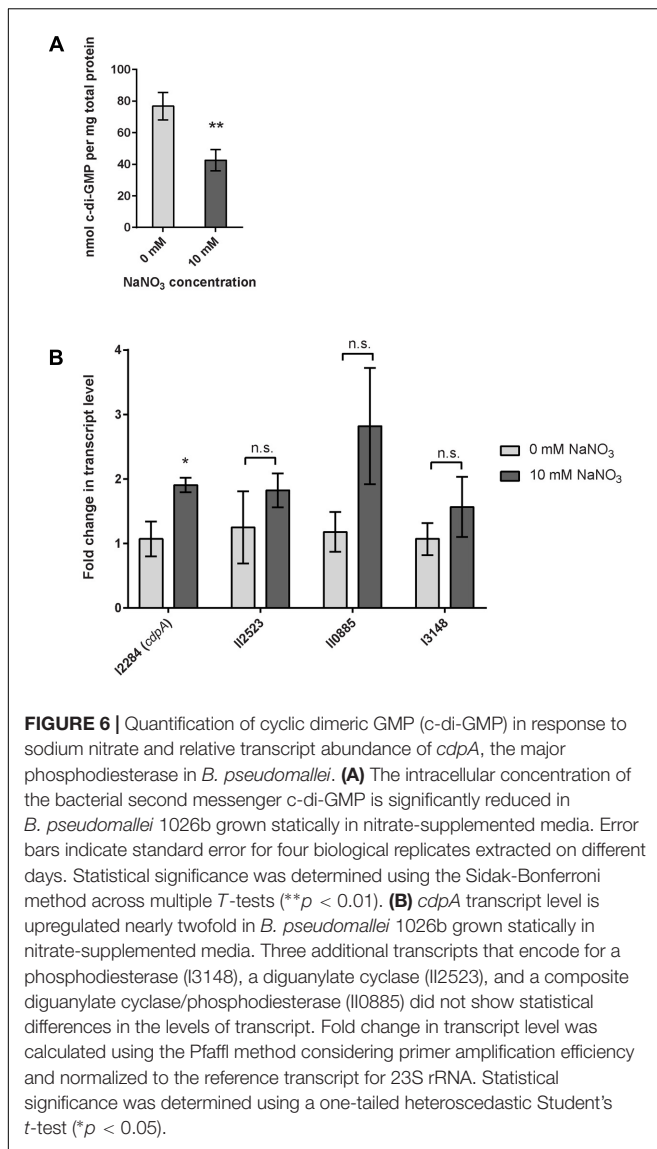 A
nmol c-di-GMP per mg total protein
100
80
60
40
20
0
**
0 mM
10 mM
NaNO₃ concentration
B
Fold change in transcript level
4
3
2
1
0
*
n.s.
n.s.
n.s.
0 mM NaNO₃
10 mM NaNO₃
I2284 (cdpA)
II2523
II0885
I3148
FIGURE 6 | Quantification of cyclic dimeric GMP (c-di-GMP) in response to
sodium nitrate and relative transcript abundance of cdpA, the major
phosphodiesterase in B. pseudomallei. (A) The intracellular concentration of
the bacterial second messenger c-di-GMP is significantly reduced in
B. pseudomallei 1026b grown statically in nitrate-supplemented media. Error
bars indicate standard error for four biological replicates extracted on different
days. Statistical significance was determined using the Sidak-Bonferroni
method across multiple T-tests (**p < 0.01). (B) cdpA transcript level is
upregulated nearly twofold in B. pseudomallei 1026b grown statically in
nitrate-supplemented media. Three additional transcripts that encode for a
phosphodiesterase (I3148), a diguanylate cyclase (II2523), and a composite
diguanylate cyclase/phosphodiesterase (II0885) did not show statistical
differences in the levels of transcript. Fold change in transcript level was
calculated using the Pfaffl method considering primer amplification efficiency
and normalized to the reference transcript for 23S rRNA. Statistical
significance was determined using a one-tailed heteroscedastic Student's
t-test (*p < 0.05).